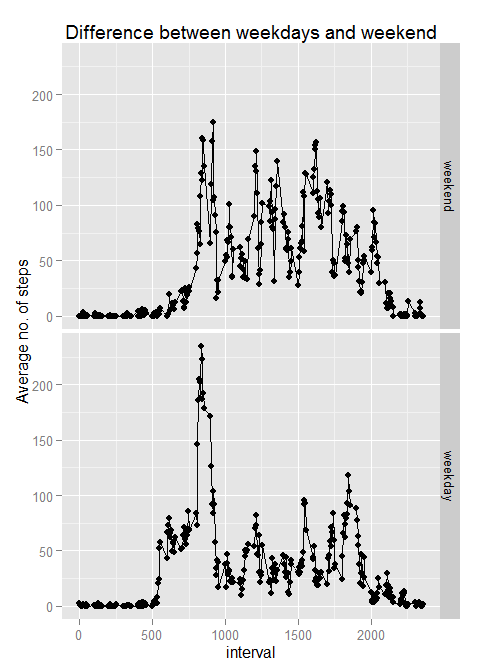 Difference between weekdays and weekend
Average no. of steps
200
150
100
50
0
weekend
200
150
100
50
0
weekday
0 500 1000 1500 2000
interval